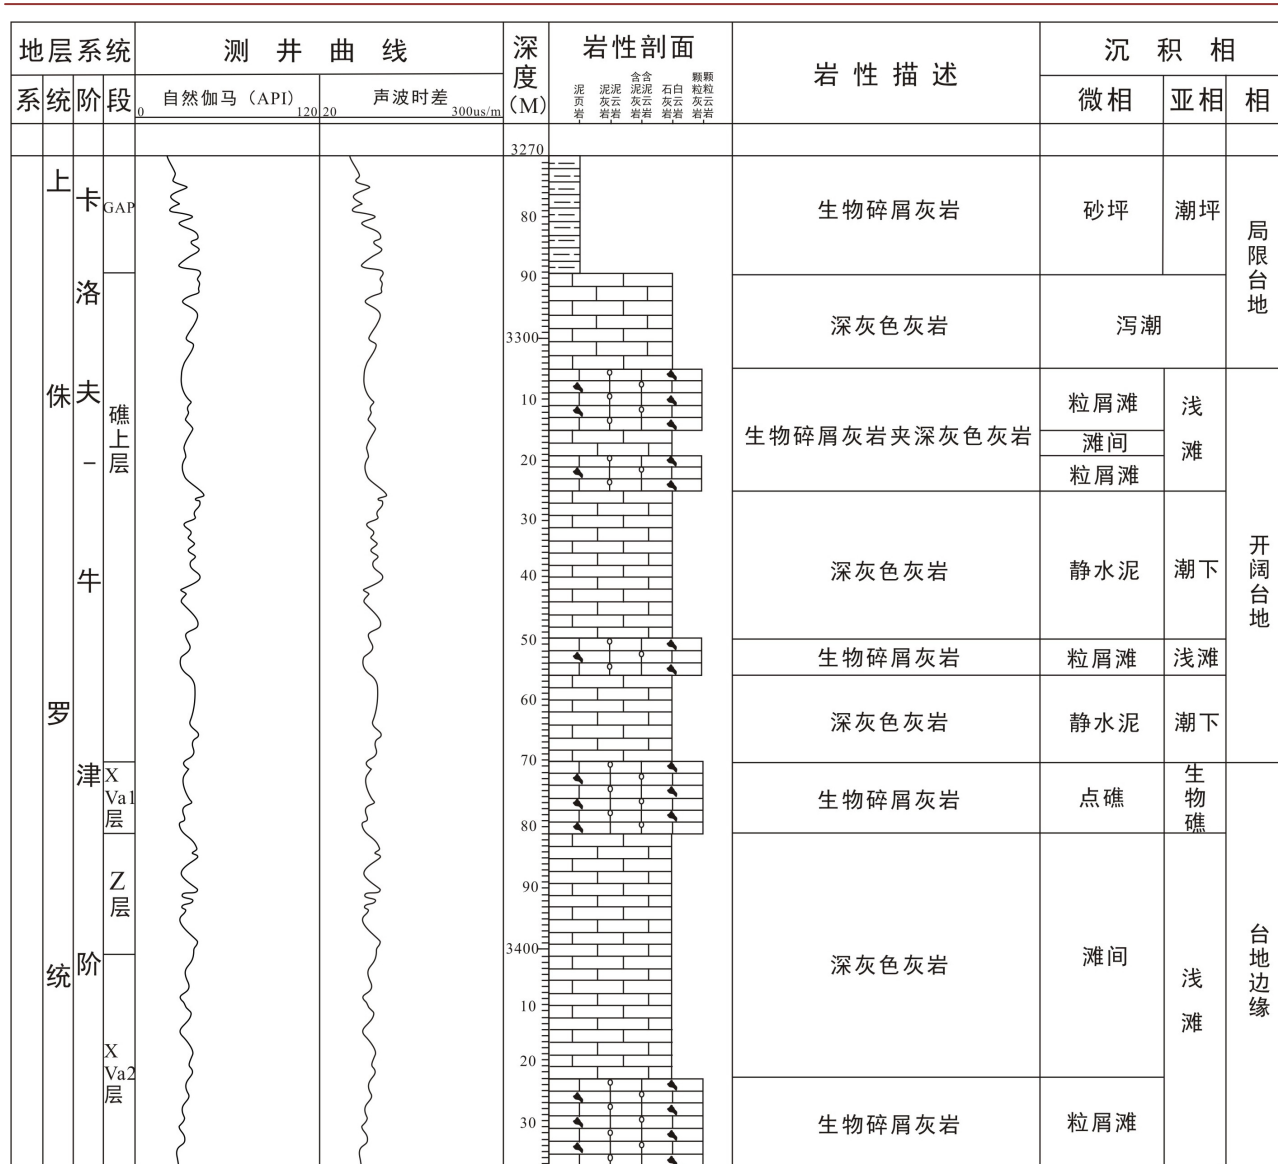 地层系统
测井曲线
深度(M)
岩性剖面
岩性描述
沉积相
系
统
阶
段
自然伽马（API）
0
120
声波时差
20
300us/m
泥页岩
泥灰岩
泥云岩
含泥灰岩
含泥云岩
石灰岩
白云岩
颗粒灰岩
颗粒云岩
微相
亚相
相
上侏罗统
卡洛夫-牛津阶
GAP
礁上层
X
Va1
层
Z
层
X
Va2
层
3270
80
90
3300
10
20
30
40
50
60
70
80
90
3400
10
20
30
生物碎屑灰岩
砂坪
潮坪
局限台地
深灰色灰岩
泻潮
生物碎屑灰岩夹深灰色灰岩
粒屑滩
滩间
粒屑滩
浅滩
开阔台地
深灰色灰岩
静水泥
潮下
生物碎屑灰岩
粒屑滩
浅滩
深灰色灰岩
静水泥
潮下
生物碎屑灰岩
点礁
生物礁
台地边缘
深灰色灰岩
滩间
浅滩
生物碎屑灰岩
粒屑滩